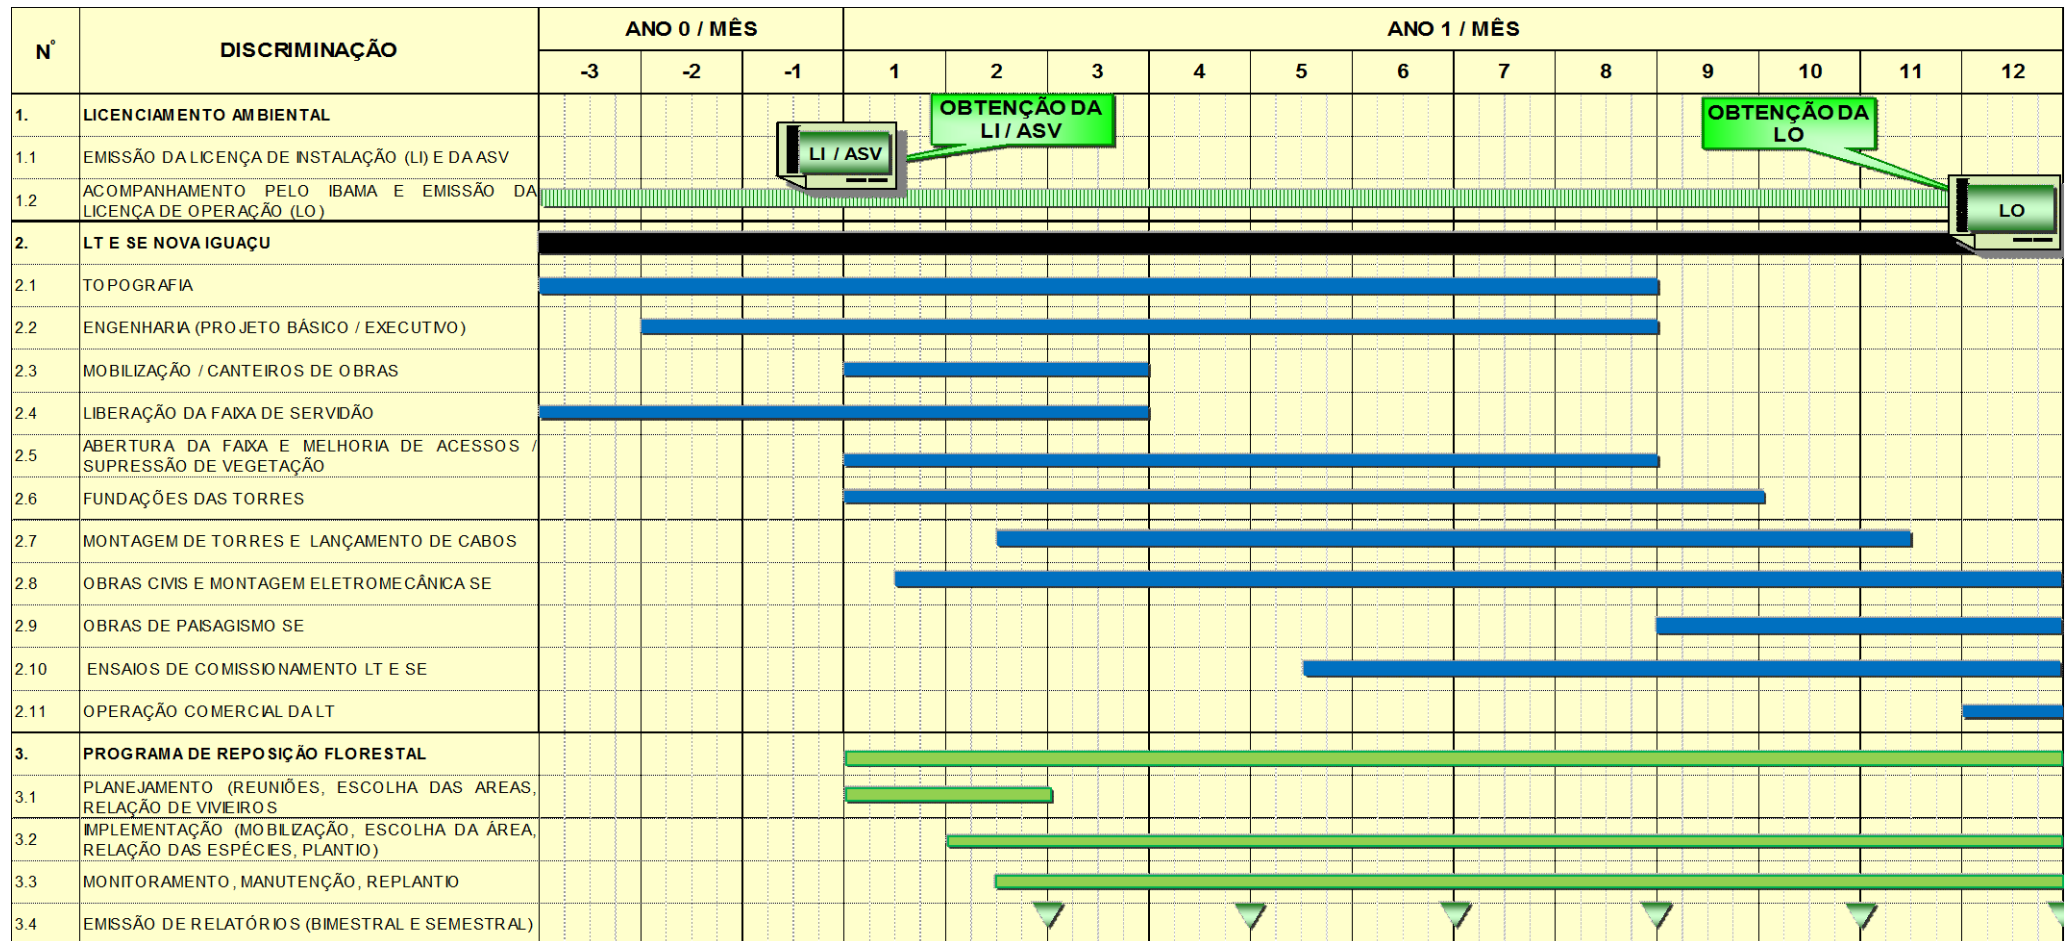 N° DISCRIMINAÇÃO ANO 0 / MÊS ANO 1 / MÊS
-3 -2 -1 1 2 3 4 5 6 7 8 9 10 11 12
1. LICENCIAMENTO AMBIENTAL
OBTENÇÃO DA
LI / ASV
OBTENÇÃO DA
LO
1.1 EMISSÃO DA LICENÇA DE INSTALAÇÃO (LI) E DA ASV
LI / ASV
1.2 ACOMPANHAMENTO PELO IBAMA E EMISSÃO DA
LICENÇA DE OPERAÇÃO (LO)
LO
2. LT E SE NOVA IGUAÇU
2.1 TOPOGRAFIA
2.2 ENGENHARIA (PROJETO BÁSICO / EXECUTIVO)
2.3 MOBILIZAÇÃO / CANTEIROS DE OBRAS
2.4 LIBERAÇÃO DA FAIXA DE SERVIDÃO
2.5 ABERTURA DA FAIXA E MELHORIA DE ACESSOS /
SUPRESSÃO DE VEGETAÇÃO
2.6 FUNDAÇÕES DAS TORRES
2.7 MONTAGEM DE TORRES E LANÇAMENTO DE CABOS
2.8 OBRAS CIVIS E MONTAGEM ELETROMECÂNICA SE
2.9 OBRAS DE PAISAGISMO SE
2.10 ENSAIOS DE COMISSIONAMENTO LT E SE
2.11 OPERAÇÃO COMERCIAL DA LT
3. PROGRAMA DE REPOSIÇÃO FLORESTAL
3.1 PLANEJAMENTO (REUNIÕES, ESCOLHA DAS AREAS,
RELAÇÃO DE VIVIEIROS
3.2 IMPLEMENTAÇÃO (MOBILIZAÇÃO, ESCOLHA DA ÁREA,
RELAÇÃO DAS ESPÉCIES, PLANTIO)
3.3 MONITORAMENTO, MANUTENÇÃO, REPLANTIO
3.4 EMISSÃO DE RELATÓRIOS (BIMESTRAL E SEMESTRAL)